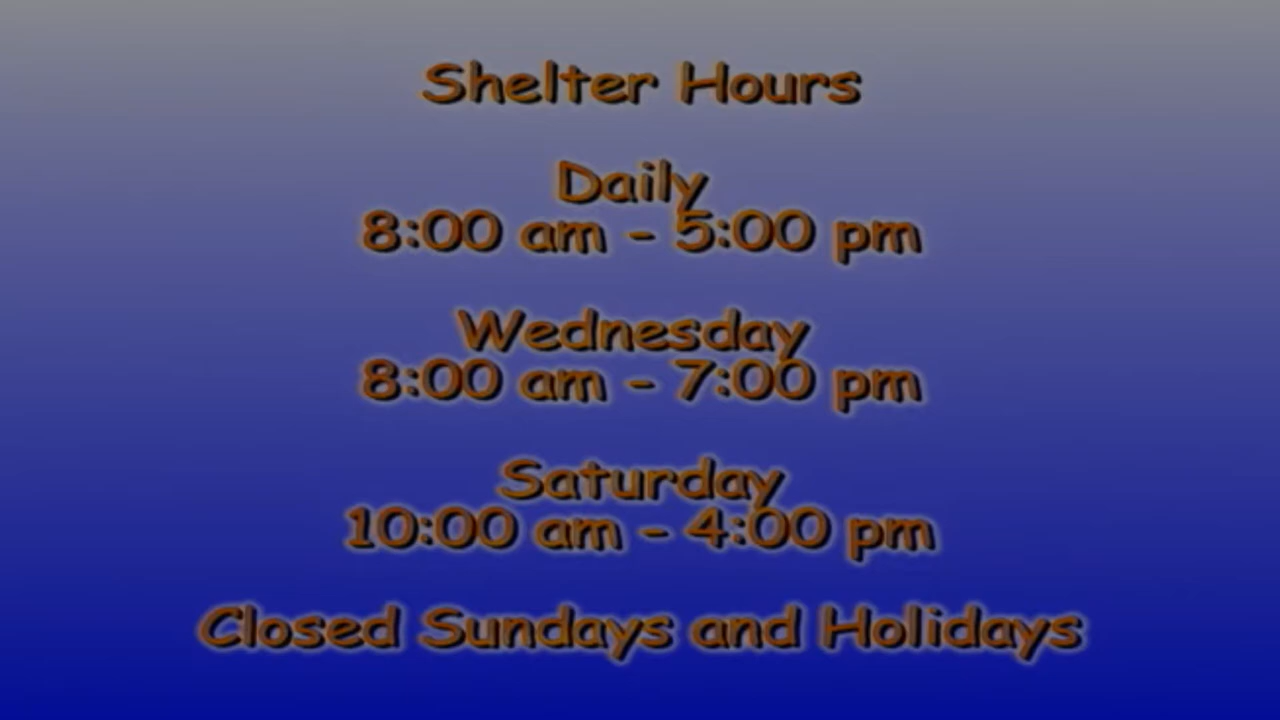 Shelter Hours
Daily
8:00 am - 5:00 pm
Wednesday
8:00 am - 7:00 pm
Saturday
10:00 am - 4:00 pm
Closed Sundays and Holidays